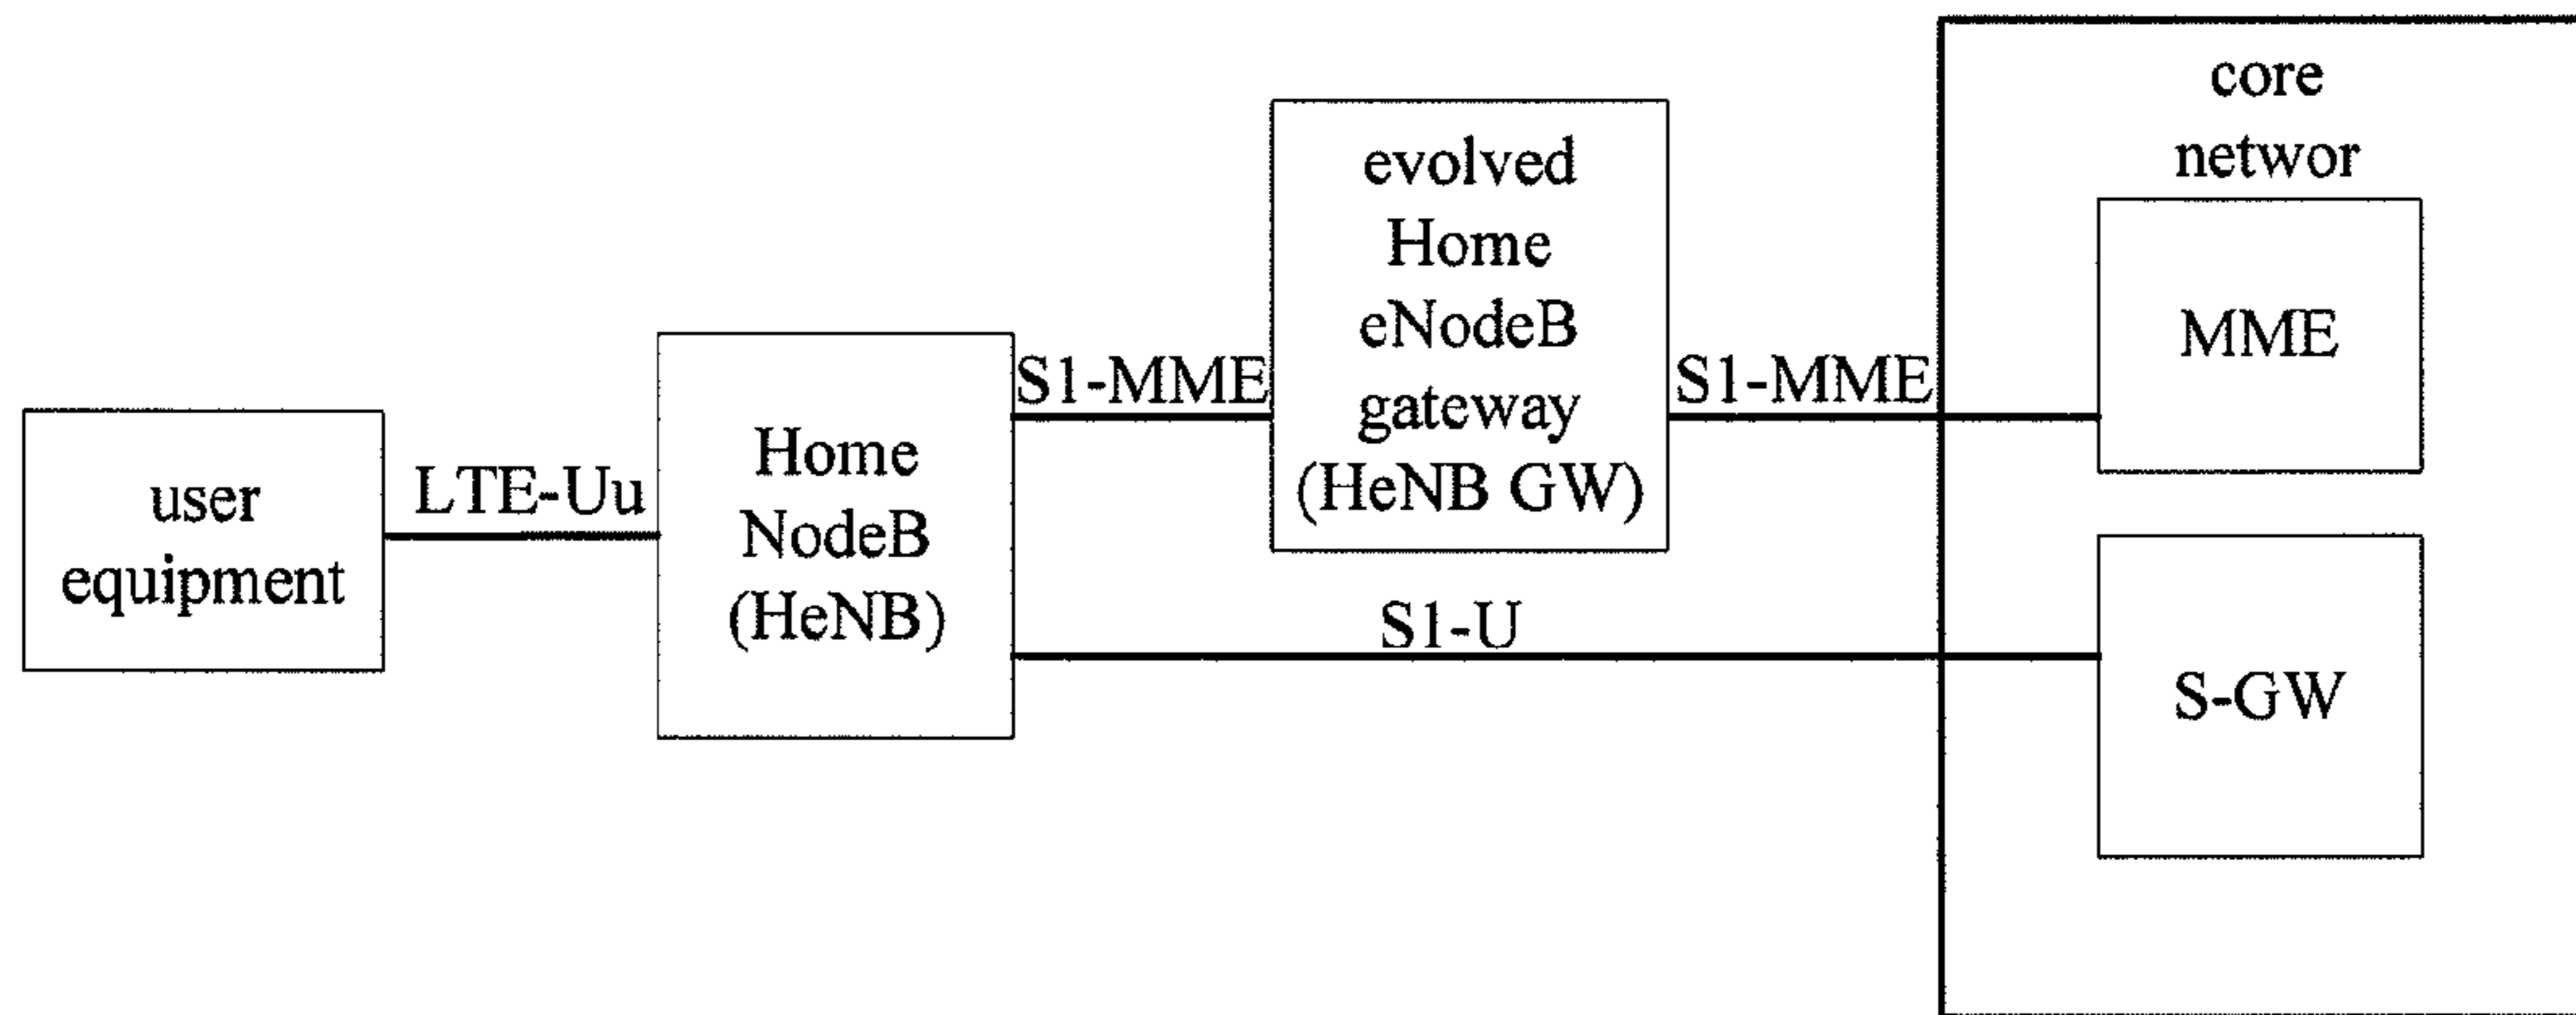 user
equipment
LTE-Uu
Home
NodeB
(HeNB)
S1-MME
evolved
Home
eNodeB
gateway
(HeNB GW)
S1-MME
S1-U
core
networ
MME
S-GW